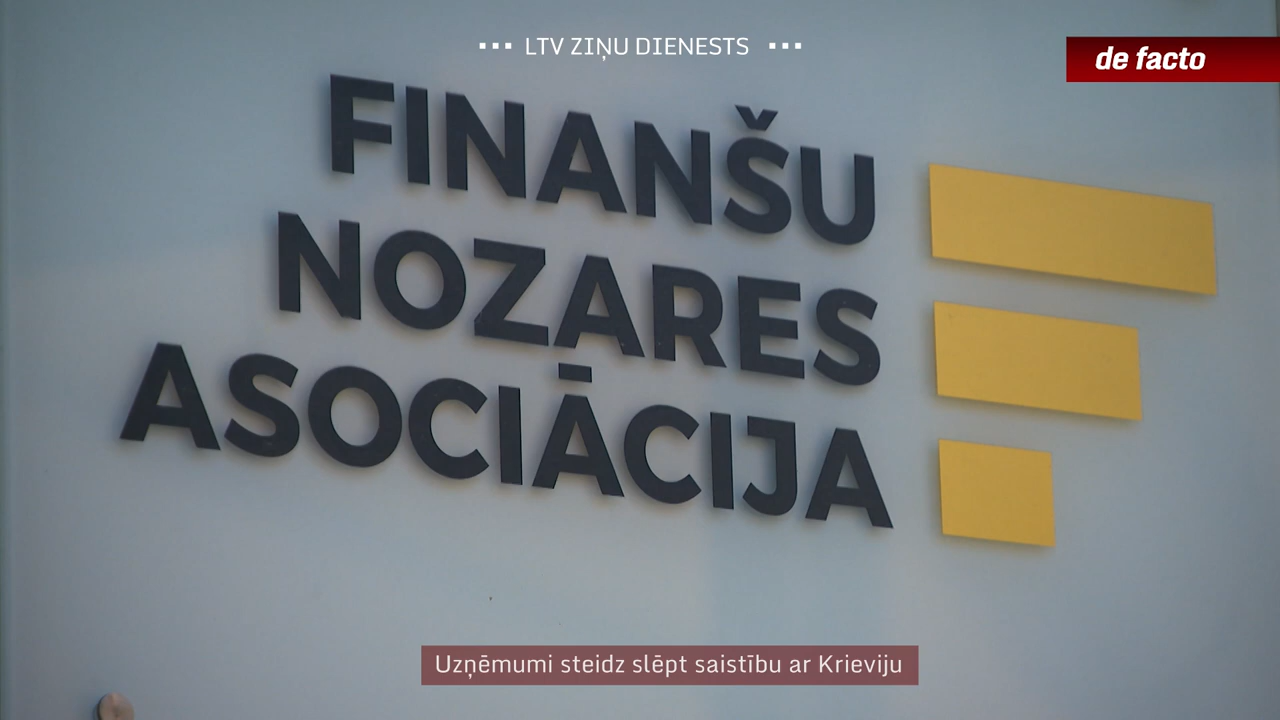 LTV ZIŅU DIENESTS
de facto
FINANŠU
NOZARES
ASOCIĀCIJA
Uzņēmumi steidz slēpt saistību ar Krieviju